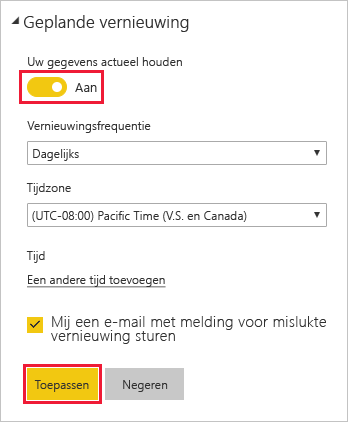 Geplande vernieuwing
Uw gegevens actueel houden
Aan
Vernieuwingsfrequentie
Dagelijks
Tijdzone
(UTC-08:00) Pacific Time (V.S. en Canada)
Tijd
Een andere tijd toevoegen
Mij een e-mail met melding voor mislukte
vernieuwing sturen
Toepassen Negeren